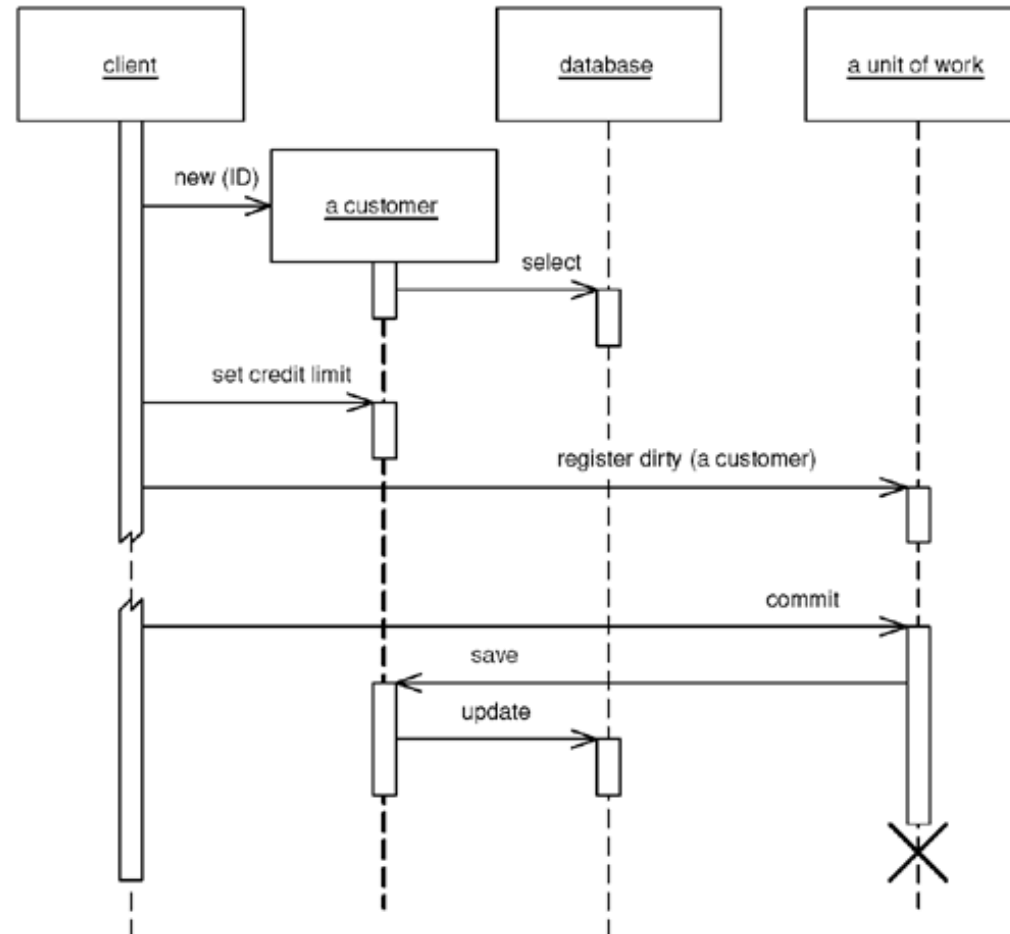 client
database
a unit of work
new (ID)
a customer
select
set credit limit
register dirty (a customer)
commit
save
update